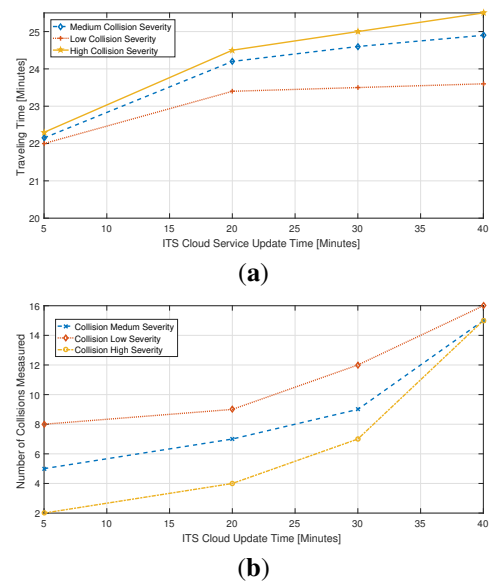 Medium Collision Severity
Low Collision Severity
High Collision Severity
25
24
23
22
21
20
Traveling Time [Minutes]
5 10 15 20 25 30 35 40
ITS Cloud Service Update Time [Minutes]
(a)
16
14
12
10
8
6
4
2
Collision Medum Severity
Collision Low Severity
Collision High Severity
Number of Collisions Mesasured
5 10 15 20 25 30 35 40
ITS Cloud Update Time [Minutes]
(b)